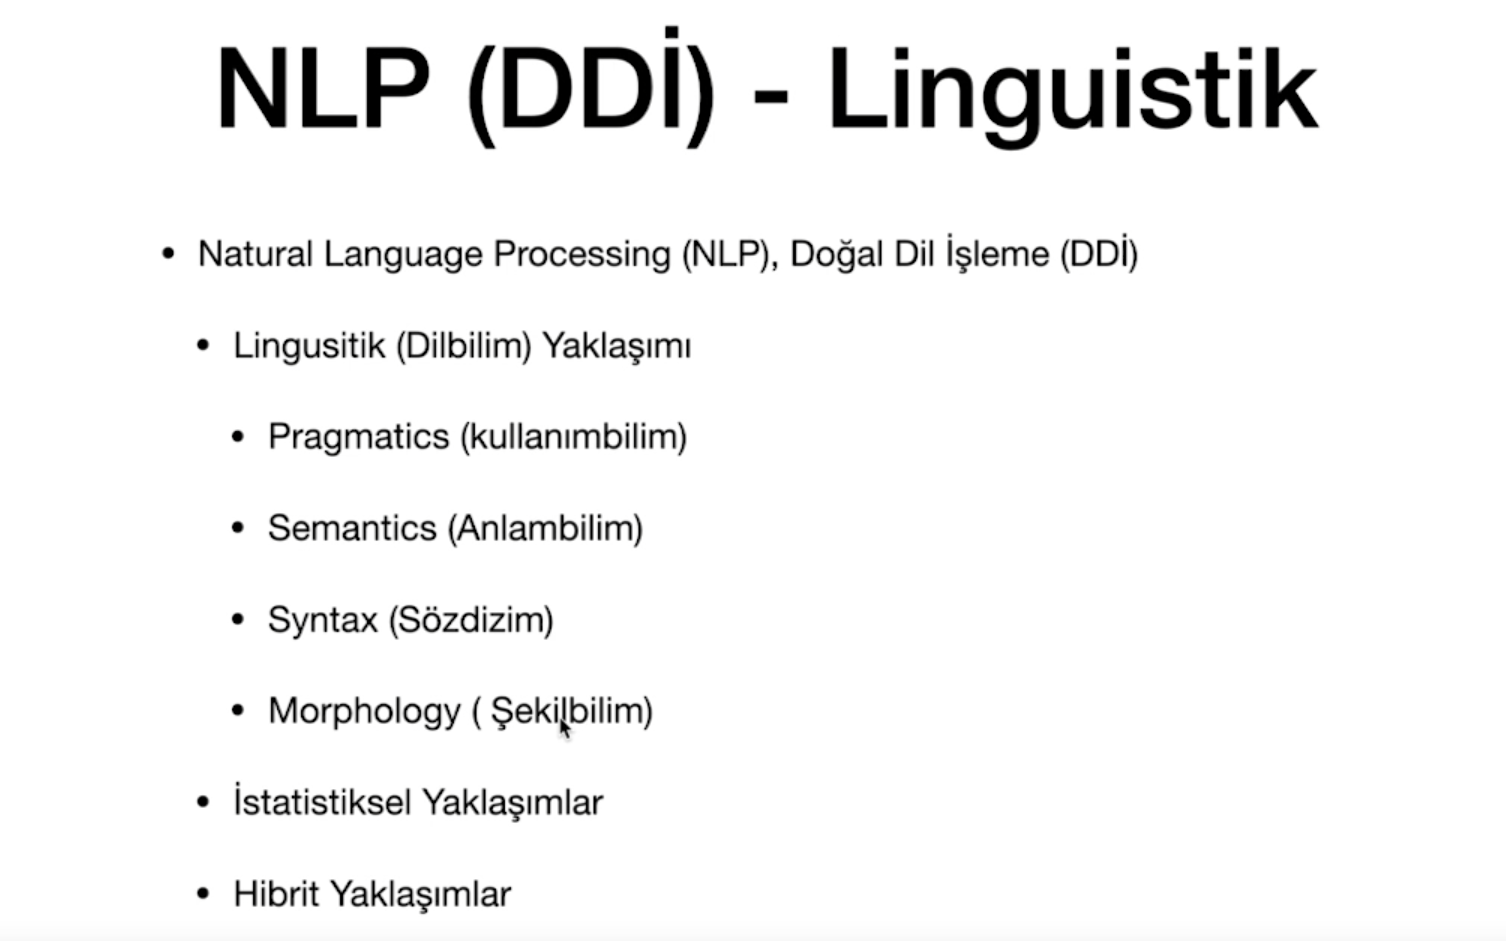 NLP (DDİ) - Linguistik
• Natural Language Processing (NLP), Doğal Dil İşleme (DDİ)
• Lingusitik (Dilbilim) Yaklaşımı
• Pragmatics (kullanımbilim)
• Semantics (Anlambilim)
• Syntax (Sözdizim)
• Morphology ( Şekilbilim)
• İstatistiksel Yaklaşımlar
• Hibrit Yaklaşımlar